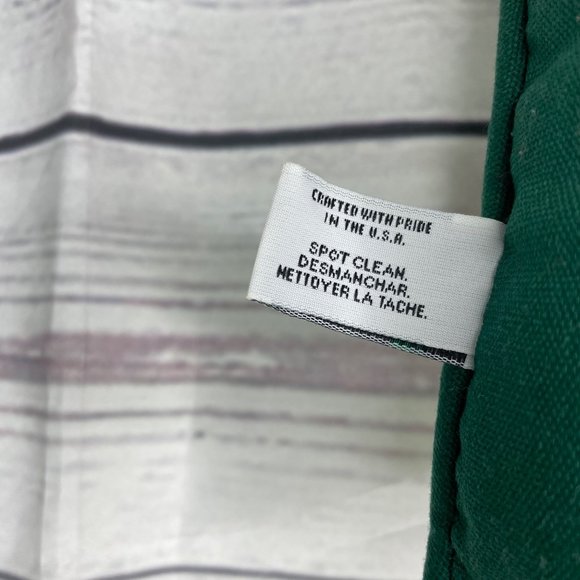 CRAFTED WITH PRIDE
IN THE U.S.A.
SPOT CLEAN.
DESMANCHAR.
NETTOYER LA TACHE.